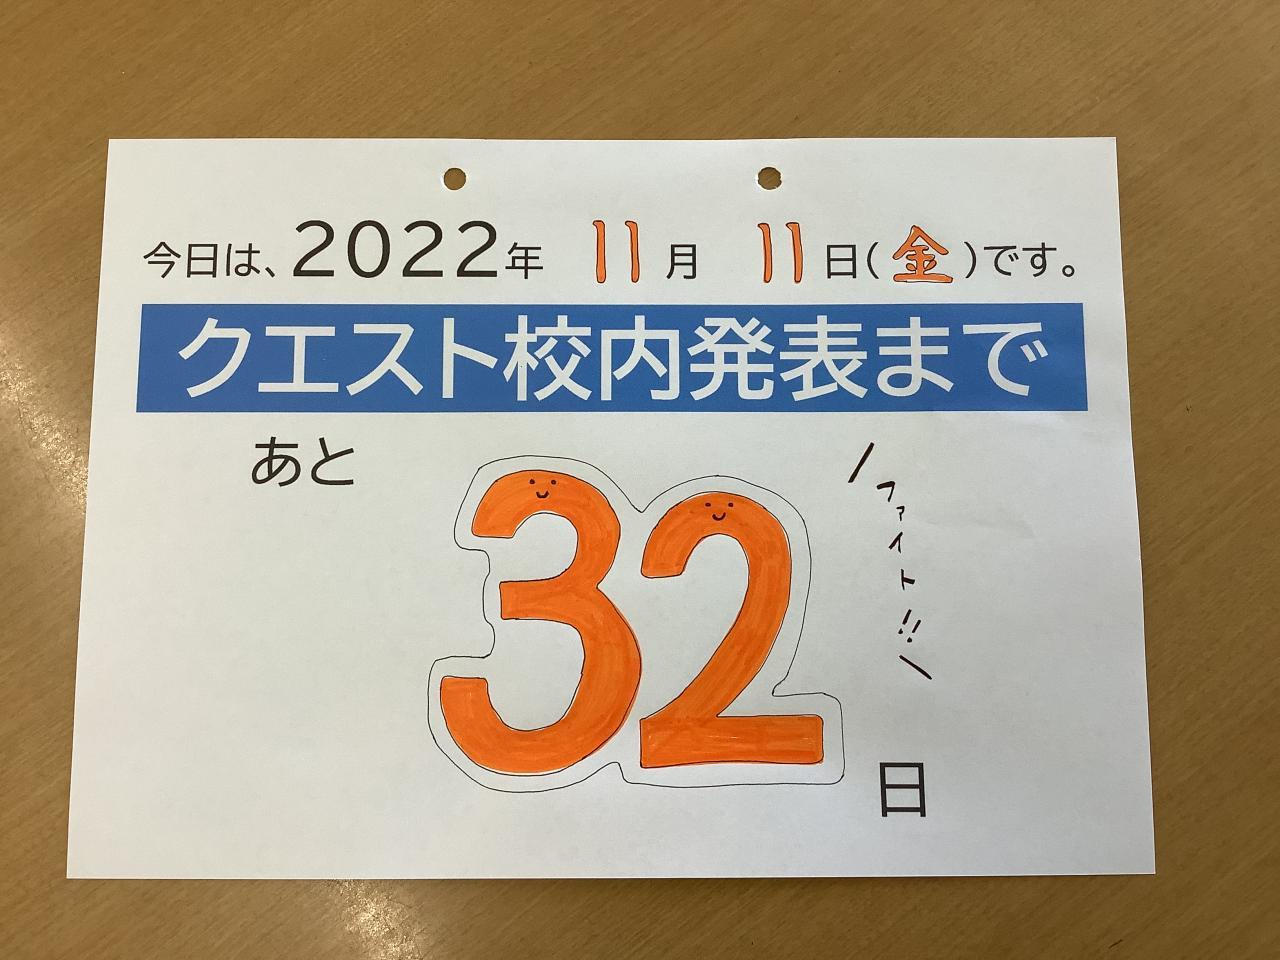 今日は、2022年 11月 11日(金)です。
クエスト校内発表まで
あと
32
日
ファイト!!